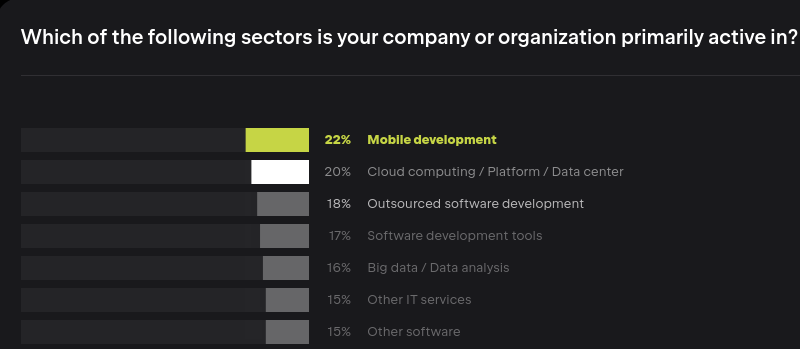 Which of the following sectors is your company or organization primarily active in?
22% Mobile development
20% Cloud computing / Platform / Data center
18% Outsourced software development
17% Software development tools
16% Big data / Data analysis
15% Other IT services
15% Other software